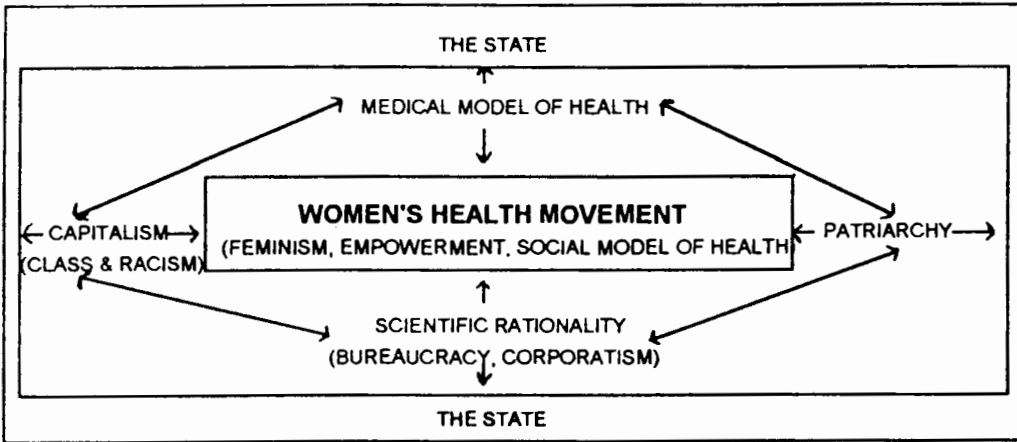 THE STATE
MEDICAL MODEL OF HEALTH
WOMEN'S HEALTH MOVEMENT
CAPITALISM
PATRIARCHY
(FEMINISM, EMPOWERMENT, SOCIAL MODEL OF HEALTH
(CLASS & RACISM)
SCIENTIFIC RATIONALITY
(BUREAUCRACY, CORPORATISM)
THE STATE